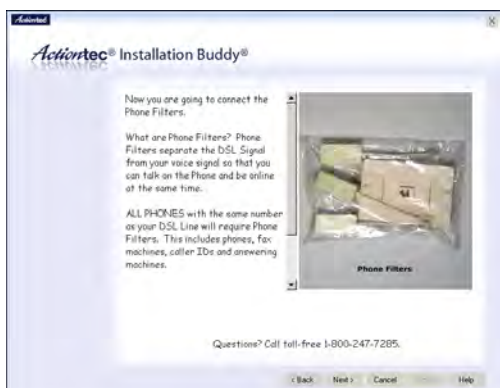 Actiontec
Actiontec® Installation Buddy®
Now you are going to connect the
Phone Filters.
What are Phone Filters? Phone
Filters separate the DSL Signal
from your voice signal so that you
can talk on the Phone and be online
at the same time.
ALL PHONES with the same number
as your DSL Line will require Phone
Filters. This includes phones, fax
machines, caller IDs and answering
machines.
Phone Filters
Questions? Call toll-free 1-800-247-7285.
< Back Next > Cancel Help